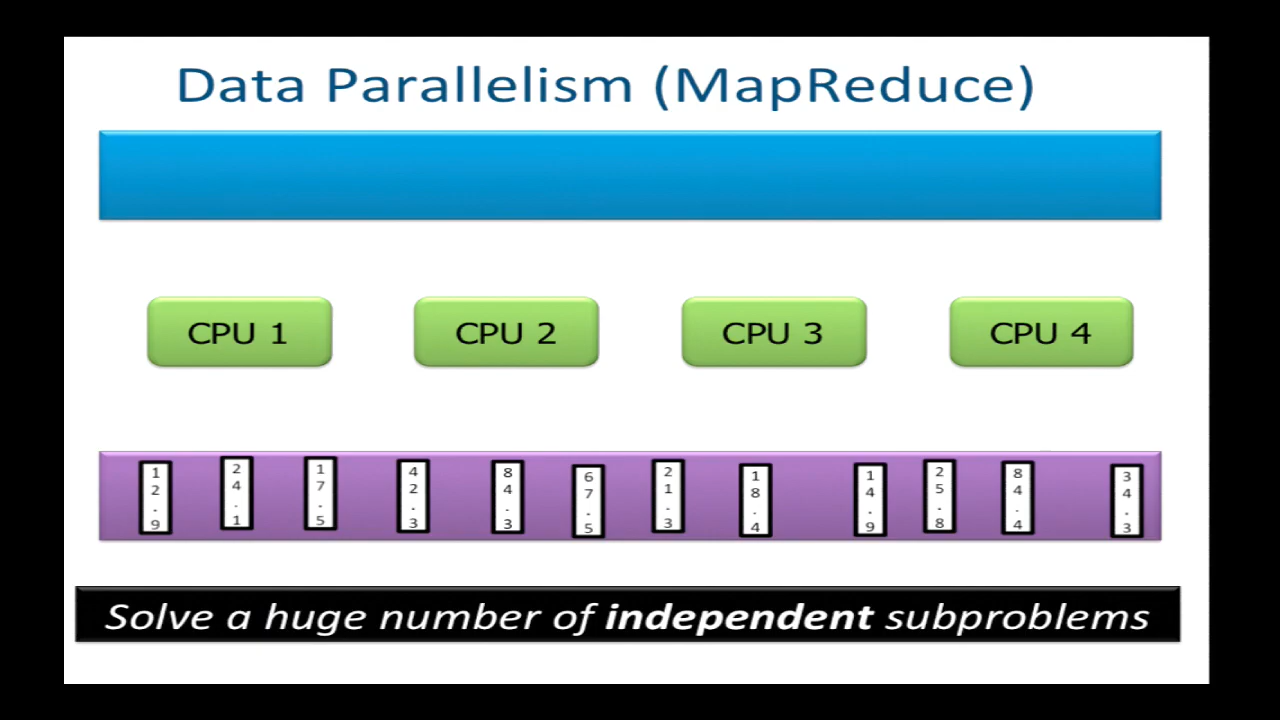 Data Parallelism (MapReduce)
CPU 1 CPU 2 CPU 3 CPU 4
12.9 24.1 17.5 42.3 84.3 67.5 21.3 18.4 14.9 25.8 84.4 34.3
Solve a huge number of independent subproblems